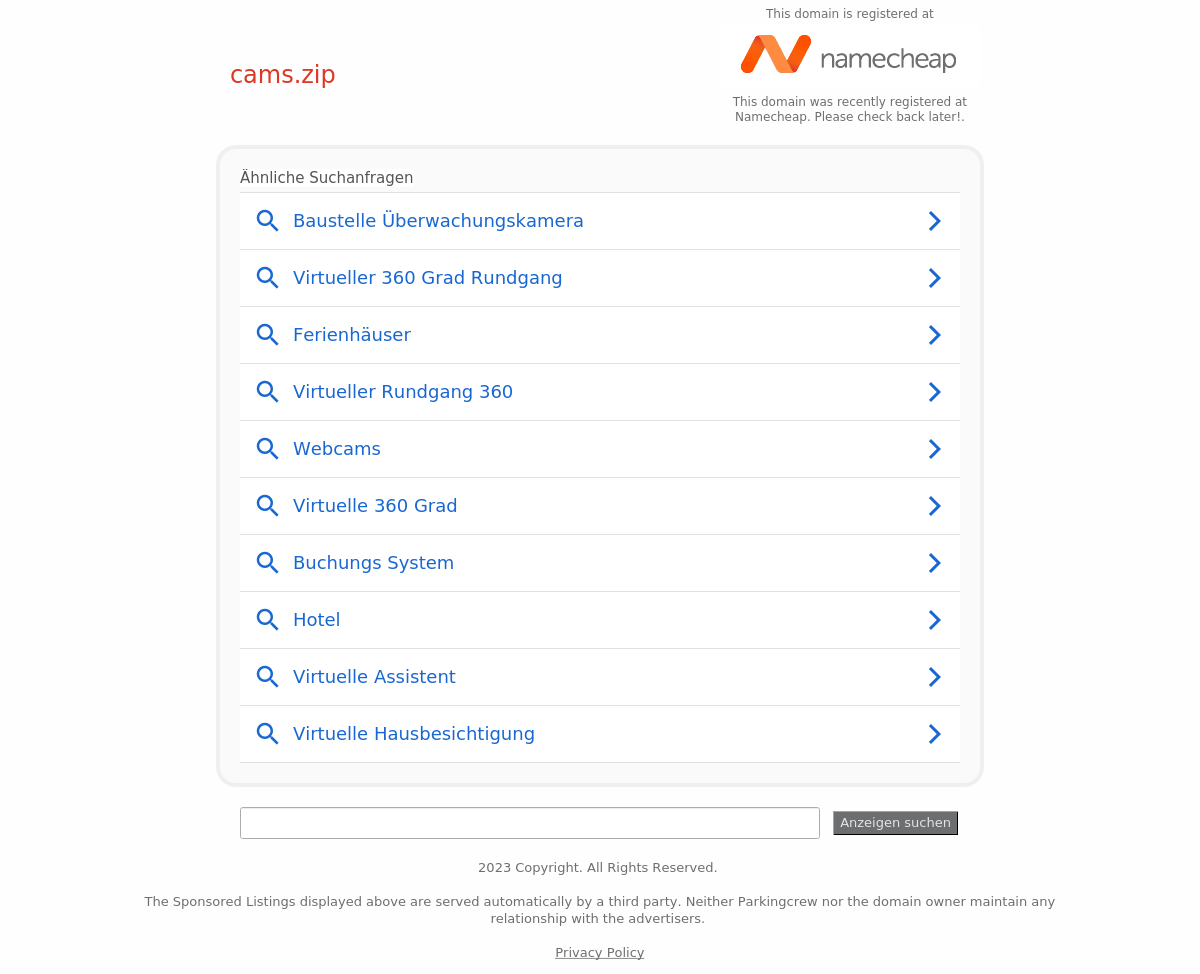 This domain is registered at
namecheap
cams.zip
This domain was recently registered at
Namecheap. Please check back later!.
Ähnliche Suchanfragen
Baustelle Überwachungskamera
Virtueller 360 Grad Rundgang
Ferienhäuser
Virtueller Rundgang 360
Webcams
Virtuelle 360 Grad
Buchungs System
Hotel
Virtuelle Assistent
Virtuelle Hausbesichtigung
Anzeigen suchen
2023 Copyright. All Rights Reserved.
The Sponsored Listings displayed above are served automatically by a third party. Neither Parkingcrew nor the domain owner maintain any
relationship with the advertisers.
Privacy Policy